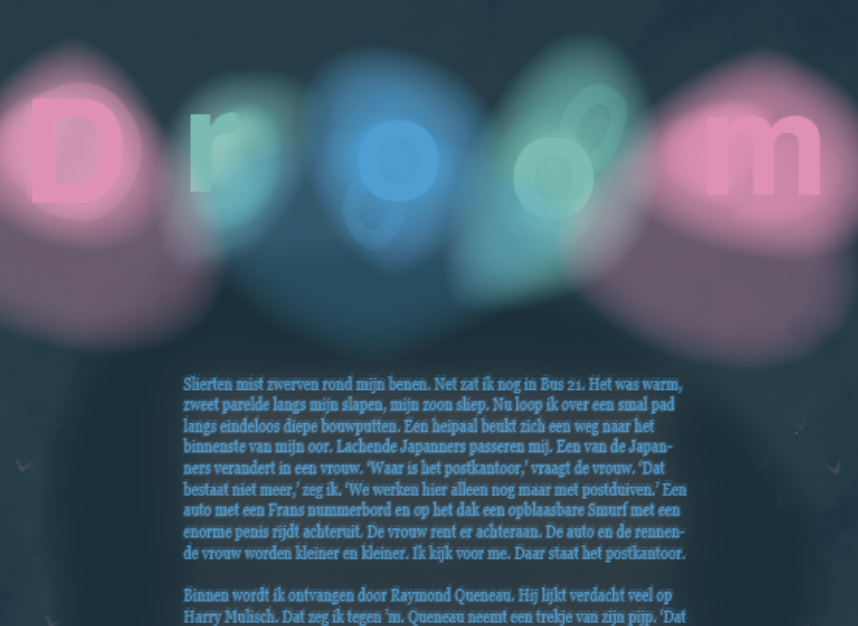 Droom
Slierten mist zwerven rond mijn benen. Net zat ik nog in Bus 21. Het was warm,
zweet parelde langs mijn slapen, mijn zoon sliep. Nu loop ik over een smal pad
langs eindeloos diepe bouwputten. Een heipaal beukt zich een weg naar het
binnenste van mijn oor. Lachende Japanners passeren mij. Een van de Japan-
ners verandert in een vrouw. ‘Waar is het postkantoor,’ vraagt de vrouw. ‘Dat
bestaat niet meer,’ zeg ik. ‘We werken hier alleen nog maar met postduiven.’ Een
auto met een Frans nummerbord en op het dak een opblaasbare Smurf met een
enorme penis rijdt achteruit. De vrouw rent er achteraan. De auto en de rennen-
de vrouw worden kleiner en kleiner. Ik kijk voor me. Daar staat het postkantoor.
Binnen wordt ik ontvangen door Raymond Queneau. Hij lijkt verdacht veel op
Harry Mulisch. Dat zeg ik tegen ’m. Queneau neemt een trekje van zijn pijp. ‘Dat